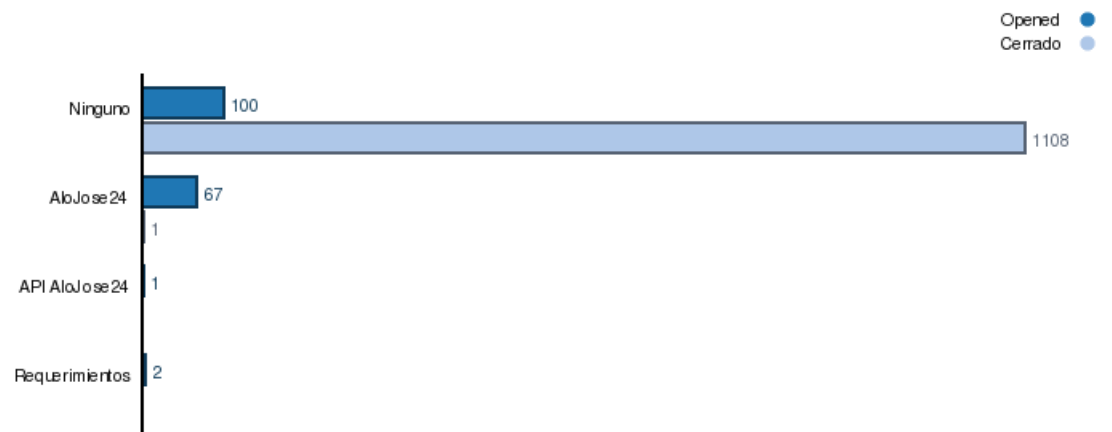 Opened
Cerrado
Ninguno
100
1108
AloJose24
67
1
API AloJose24
1
Requerimientos
2